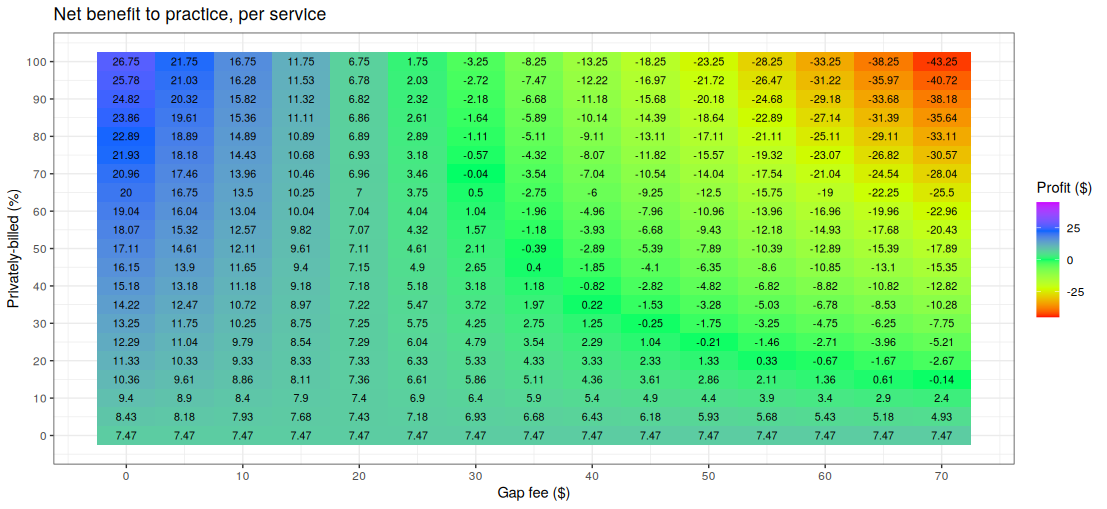 Net benefit to practice, per service
Privately-billed (%)
100 26.75 21.75 16.75 11.75 6.75 1.75 -3.25 -8.25 -13.25 -18.25 -23.25 -28.25 -33.25 -38.25 -43.25
25.78 21.03 16.28 11.53 6.78 2.03 -2.72 -7.47 -12.22 -16.97 -21.72 -26.47 -31.22 -35.97 -40.72
90 24.82 20.32 15.82 11.32 6.82 2.32 -2.18 -6.68 -11.18 -15.68 -20.18 -24.68 -29.18 -33.68 -38.18
23.86 19.61 15.36 11.11 6.86 2.61 -1.64 -5.89 -10.14 -14.39 -18.64 -22.89 -27.14 -31.39 -35.64
80 22.89 18.89 14.89 10.89 6.89 2.89 -1.11 -5.11 -9.11 -13.11 -17.11 -21.11 -25.11 -29.11 -33.11
21.93 18.18 14.43 10.68 6.93 3.18 -0.57 -4.32 -8.07 -11.82 -15.57 -19.32 -23.07 -26.82 -30.57
70 20.96 17.46 13.96 10.46 6.96 3.46 -0.04 -3.54 -7.04 -10.54 -14.04 -17.54 -21.04 -24.54 -28.04
20 16.75 13.5 10.25 7 3.75 0.5 -2.75 -6 -9.25 -12.5 -15.75 -19 -22.25 -25.5
60 19.04 16.04 13.04 10.04 7.04 4.04 1.04 -1.96 -4.96 -7.96 -10.96 -13.96 -16.96 -19.96 -22.96
18.07 15.32 12.57 9.82 7.07 4.32 1.57 -1.18 -3.93 -6.68 -9.43 -12.18 -14.93 -17.68 -20.43
50 17.11 14.61 12.11 9.61 7.11 4.61 2.11 -0.39 -2.89 -5.39 -7.89 -10.39 -12.89 -15.39 -17.89
16.15 13.9 11.65 9.4 7.15 4.9 2.65 0.4 -1.85 -4.1 -6.35 -8.6 -10.85 -13.1 -15.35
40 15.18 13.18 11.18 9.18 7.18 5.18 3.18 1.18 -0.82 -2.82 -4.82 -6.82 -8.82 -10.82 -12.82
14.22 12.47 10.72 8.97 7.22 5.47 3.72 1.97 0.22 -1.53 -3.28 -5.03 -6.78 -8.53 -10.28
30 13.25 11.75 10.25 8.75 7.25 5.75 4.25 2.75 1.25 -0.25 -1.75 -3.25 -4.75 -6.25 -7.75
12.29 11.04 9.79 8.54 7.29 6.04 4.79 3.54 2.29 1.04 -0.21 -1.46 -2.71 -3.96 -5.21
20 11.33 10.33 9.33 8.33 7.33 6.33 5.33 4.33 3.33 2.33 1.33 0.33 -0.67 -1.67 -2.67
10.36 9.61 8.86 8.11 7.36 6.61 5.86 5.11 4.36 3.61 2.86 2.11 1.36 0.61 -0.14
10 9.4 8.9 8.4 7.9 7.4 6.9 6.4 5.9 5.4 4.9 4.4 3.9 3.4 2.9 2.4
8.43 8.18 7.93 7.68 7.43 7.18 6.93 6.68 6.43 6.18 5.93 5.68 5.43 5.18 4.93
0 7.47 7.47 7.47 7.47 7.47 7.47 7.47 7.47 7.47 7.47 7.47 7.47 7.47 7.47 7.47
0 10 20 30 40 50 60 70
Gap fee ($)
Profit ($)
25
0
-25